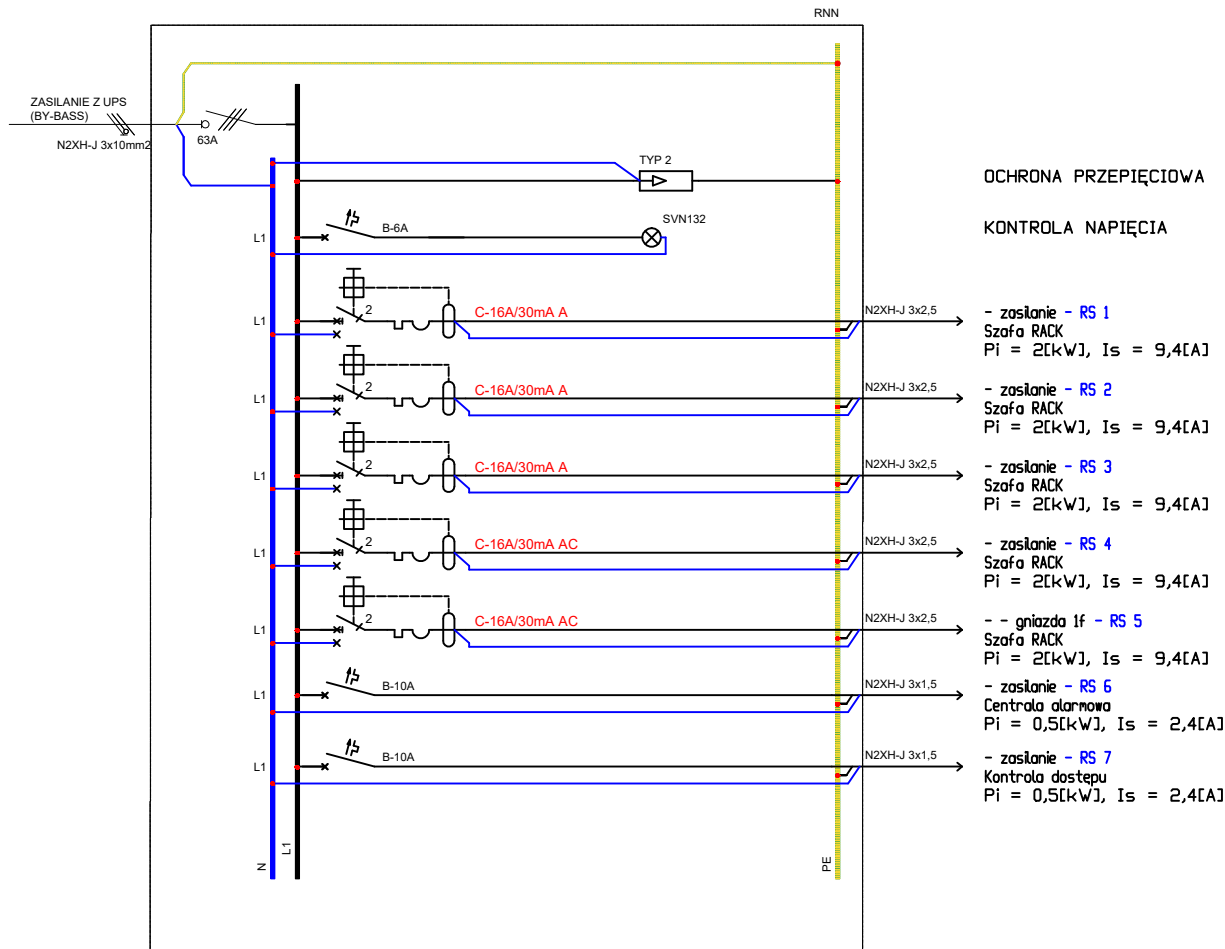 RNN
ZASILANIE Z UPS
(BY-BASS)
N2XH-J 3x10mm2
63A
TYP 2
OCHRONA PRZEPIĘCIOWA
L1
B-6A
SVN132
KONTROLA NAPIĘCIA
L1
2
C-16A/30mA A
N2XH-J 3x2,5
- zasilanie - RS 1
Szafa RACK
Pi = 2[kW], Is = 9,4[A]
L1
2
C-16A/30mA A
N2XH-J 3x2,5
- zasilanie - RS 2
Szafa RACK
Pi = 2[kW], Is = 9,4[A]
L1
2
C-16A/30mA A
N2XH-J 3x2,5
- zasilanie - RS 3
Szafa RACK
Pi = 2[kW], Is = 9,4[A]
L1
2
C-16A/30mA AC
N2XH-J 3x2,5
- zasilanie - RS 4
Szafa RACK
Pi = 2[kW], Is = 9,4[A]
L1
2
C-16A/30mA AC
N2XH-J 3x2,5
- - gniazda 1f - RS 5
Szafa RACK
Pi = 2[kW], Is = 9,4[A]
L1
B-10A
N2XH-J 3x1,5
- zasilanie - RS 6
Centrala alarmowa
Pi = 0,5[kW], Is = 2,4[A]
L1
B-10A
N2XH-J 3x1,5
- zasilanie - RS 7
Kontrola dostępu
Pi = 0,5[kW], Is = 2,4[A]
N
L1
PE